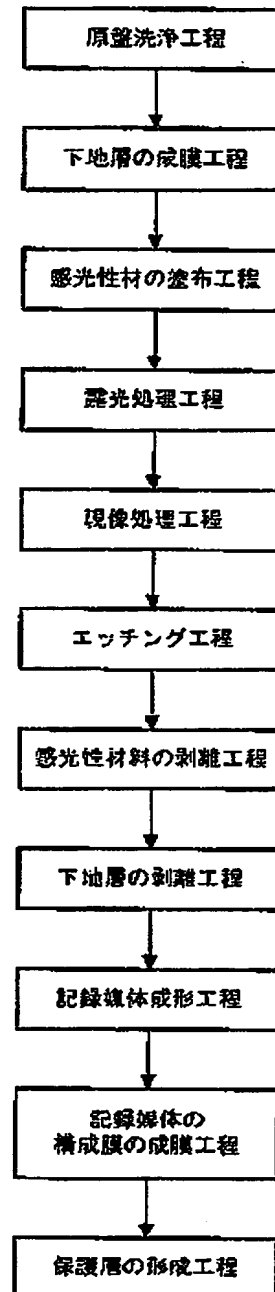 原盤洗浄工程
下地層の成膜工程
感光性材の塗布工程
露光処理工程
現像処理工程
エッチング工程
感光性材料の剥離工程
下地層の剥離工程
記録媒体成形工程
記録媒体の
構成膜の成膜工程
保護層の形成工程